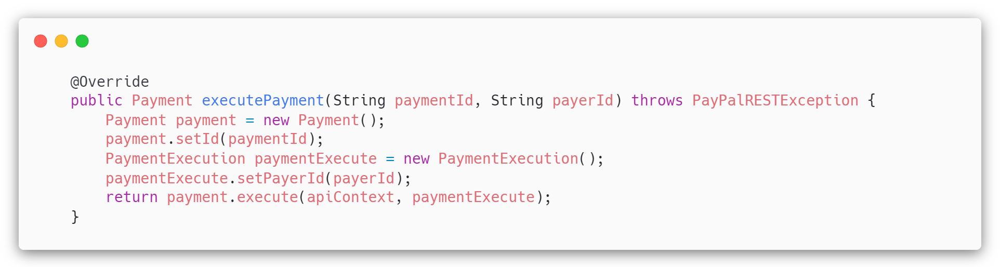 @Override
public Payment executePayment(String paymentId, String payerId) throws PayPalRESTException {
    Payment payment = new Payment();
    payment.setId(paymentId);
    PaymentExecution paymentExecute = new PaymentExecution();
    paymentExecute.setPayerId(payerId);
    return payment.execute(apiContext, paymentExecute);
}